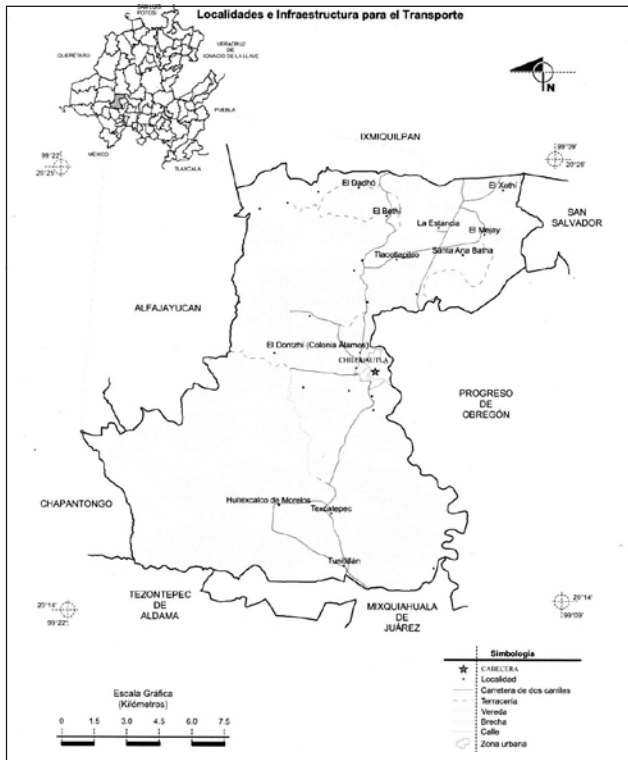 Localidades e Infraestructura para el Transporte
SAN LUIS
POTOSÍ
QUERÉTARO
VERACRUZ
DE
IGNACIO DE LA LLAVE
PUEBLA
MÉXICO
TLAXCALA
N
99°22'
20°25'
99°09'
20°25'
IXMIQUILPAN
El Dadhó
El Xothi
El Bethi
La Estancia
El Mejay
SAN
SALVADOR
Tlacotlapilco
Santa Ana Batha
ALFAJAYUCAN
El Dontzhi (Colonia Álamos)
CHILCUAUTLA
PROGRESO
DE
OBREGÓN
CHAPANTONGO
Huitexcalco de Morelos
Texcatepec
Tunititlán
20°14'
99°22'
TEZONTEPEC
DE
ALDAMA
MIXQUIAHUALA
DE
JUÁREZ
20°14'
99°09'
Simbología
CABECERA
Localidad
Carretera de dos carriles
Terracería
Vereda
Brecha
Calle
Zona urbana
Escala Gráfica
(Kilómetros)
0 1.5 3.0 4.5 6.0 7.5